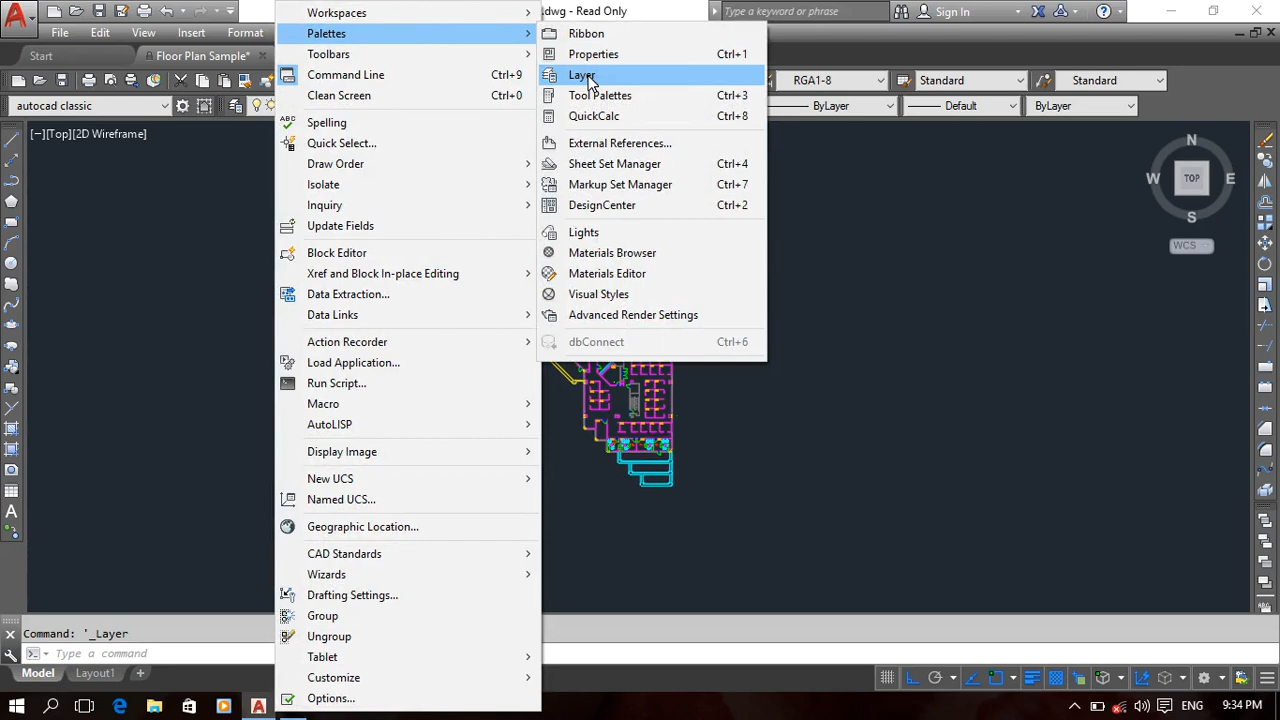 .dwg - Read Only
Type a keyword or phrase
Sign In
File
Edit
View
Insert
Format
Start
Floor Plan Sample*
RGA1-8
Standard
Standard
autocad classic
ByLayer
Default
ByLayer
[−][Top][2D Wireframe]
Workspaces
Palettes
Toolbars
Command Line Ctrl+9
Clean Screen Ctrl+0
Spelling
Quick Select...
Draw Order
Isolate
Inquiry
Update Fields
Block Editor
Xref and Block In-place Editing
Data Extraction...
Data Links
Action Recorder
Load Application...
Run Script...
Macro
AutoLISP
Display Image
New UCS
Named UCS...
Geographic Location...
CAD Standards
Wizards
Drafting Settings...
Group
Ungroup
Tablet
Customize
Options...
Ribbon
Properties Ctrl+1
Layer
Tool Palettes Ctrl+3
QuickCalc Ctrl+8
External References...
Sheet Set Manager Ctrl+4
Markup Set Manager Ctrl+7
DesignCenter Ctrl+2
Lights
Materials Browser
Materials Editor
Visual Styles
Advanced Render Settings
dbConnect Ctrl+6
N
W TOP E
S
WCS
Command: '_Layer
Type a command
Model
Layout1
ENG
9:34 PM